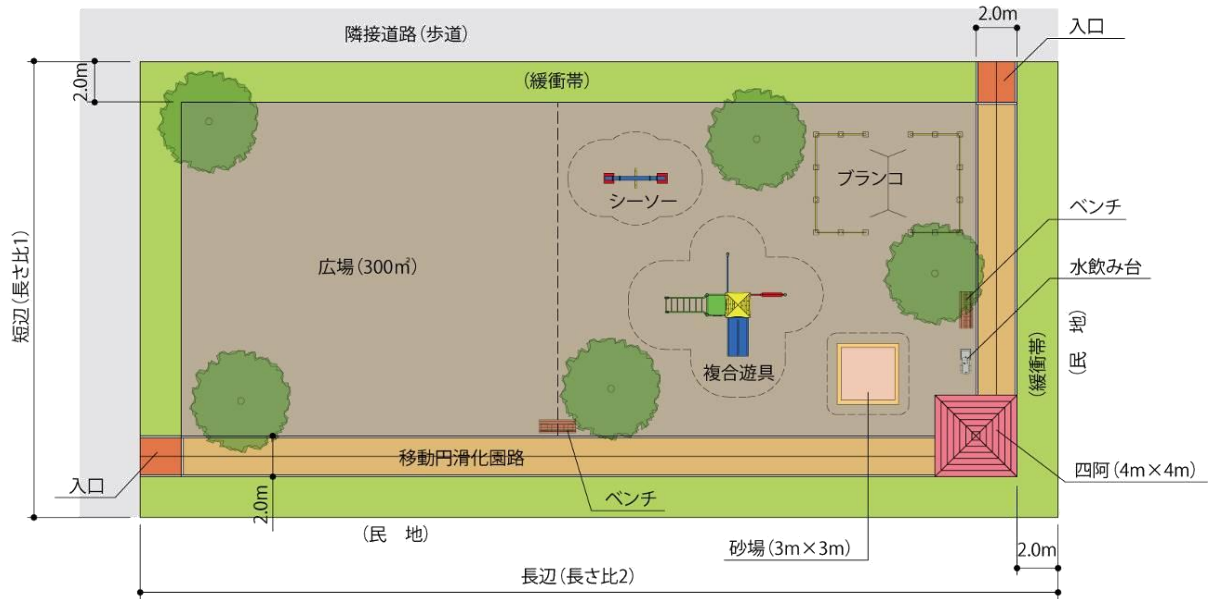 2.0m
隣接道路(歩道)
入口
2.0m
(緩衝帯)
ブランコ
シーソー
ベンチ
広場(300㎡)
水飲み台
短辺(長さ比1)
(緩衝帯)
(民　地)
複合遊具
移動円滑化園路
四阿(4m×4m)
入口
2.0m
ベンチ
(民　地)
砂場(3m×3m)
2.0m
長辺(長さ比2)